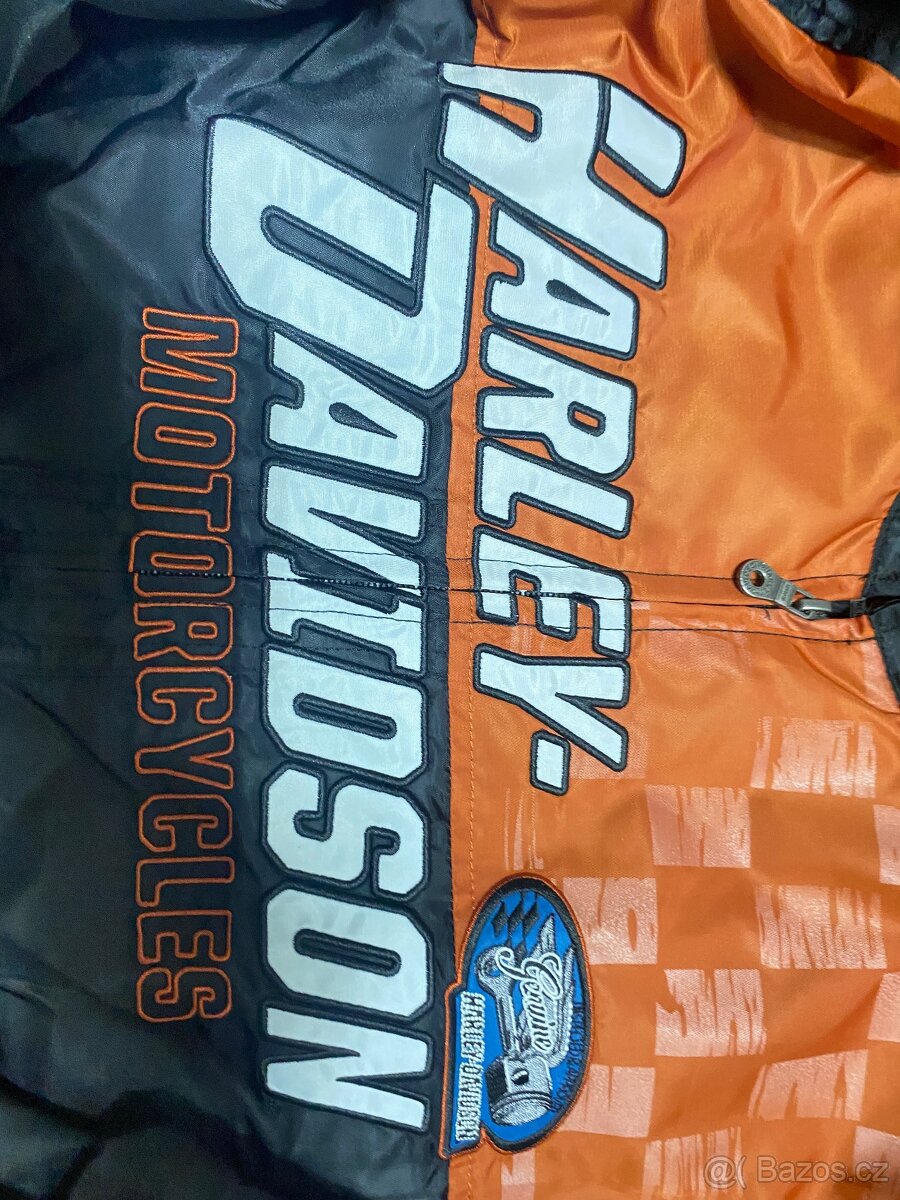 HARLEY-
DAVIDSON
MOTORCYCLES
Genuine
HARLEY-DAVIDSON
@( Bazos.cz